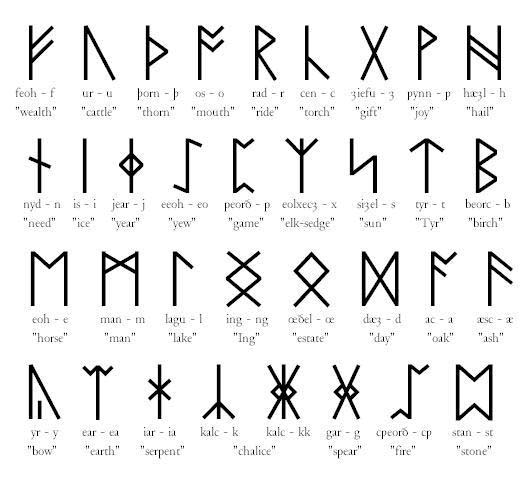 ᚠ ᚢ ᚦ ᚩ ᚱ ᚳ ᚷ ᚹ ᚻ
feoh - f ur - u þorn - þ os - o rad - r cen - c ȝiefu - ȝ ƿynn - ƿ hæȝl - h
"wealth" "cattle" "thorn" "mouth" "ride" "torch" "gift" "joy" "hail"
ᚾ ᛁ ᛄ ᛇ ᛈ ᛉ ᛋ ᛏ ᛒ
nyd - n is - i jear - j eeoh - eo peorð - p eolxecȝ - x siȝel - s tyr - t beorc - b
"need" "ice" "year" "yew" "game" "elk-sedge" "sun" "Tyr" "birch"
ᛖ ᛗ ᛚ ᛝ ᛟ ᛞ ᚪ ᚫ
eoh - e man - m lagu - l ing - ng œðel - œ dæȝ - d ac - a æsc - æ
"horse" "man" "lake" "Ing" "estate" "day" "oak" "ash"
ᚣ ᛠ ᛡ ᛣ ᛤ ᚸ ᛢ ᛥ
yr - y ear - ea iar - ia kalc - k kalc - kk gar - g cƿeorð - cƿ stan - st
"bow" "earth" "serpent" "chalice" "spear" "fire" "stone"